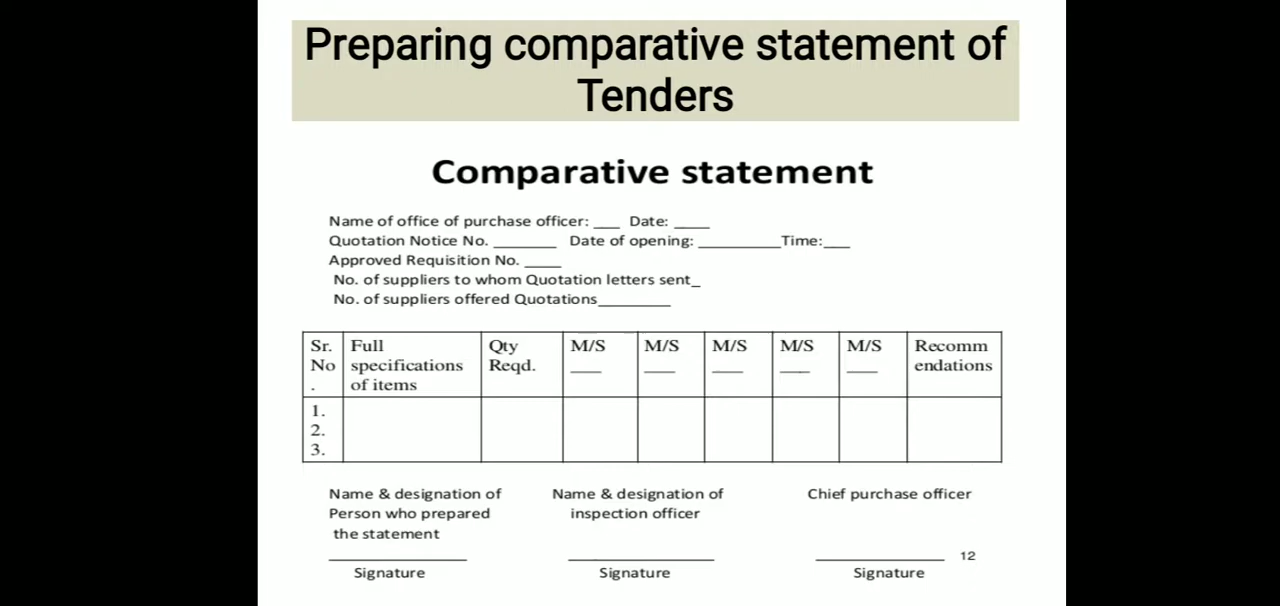 Preparing comparative statement of
Tenders
Comparative statement
Name of office of purchase officer: ___ Date: ____
Quotation Notice No. _______ Date of opening: _________Time:___
Approved Requisition No. ____
No. of suppliers to whom Quotation letters sent_
No. of suppliers offered Quotations________
Sr. Full Qty M/S M/S M/S M/S M/S Recomm
No specifications Reqd. ___ ___ ___ ___ ___ endations
. of items
1.
2.
3.
Name & designation of Name & designation of Chief purchase officer
Person who prepared inspection officer
the statement
_______________ _______________ _______________ 12
Signature Signature Signature